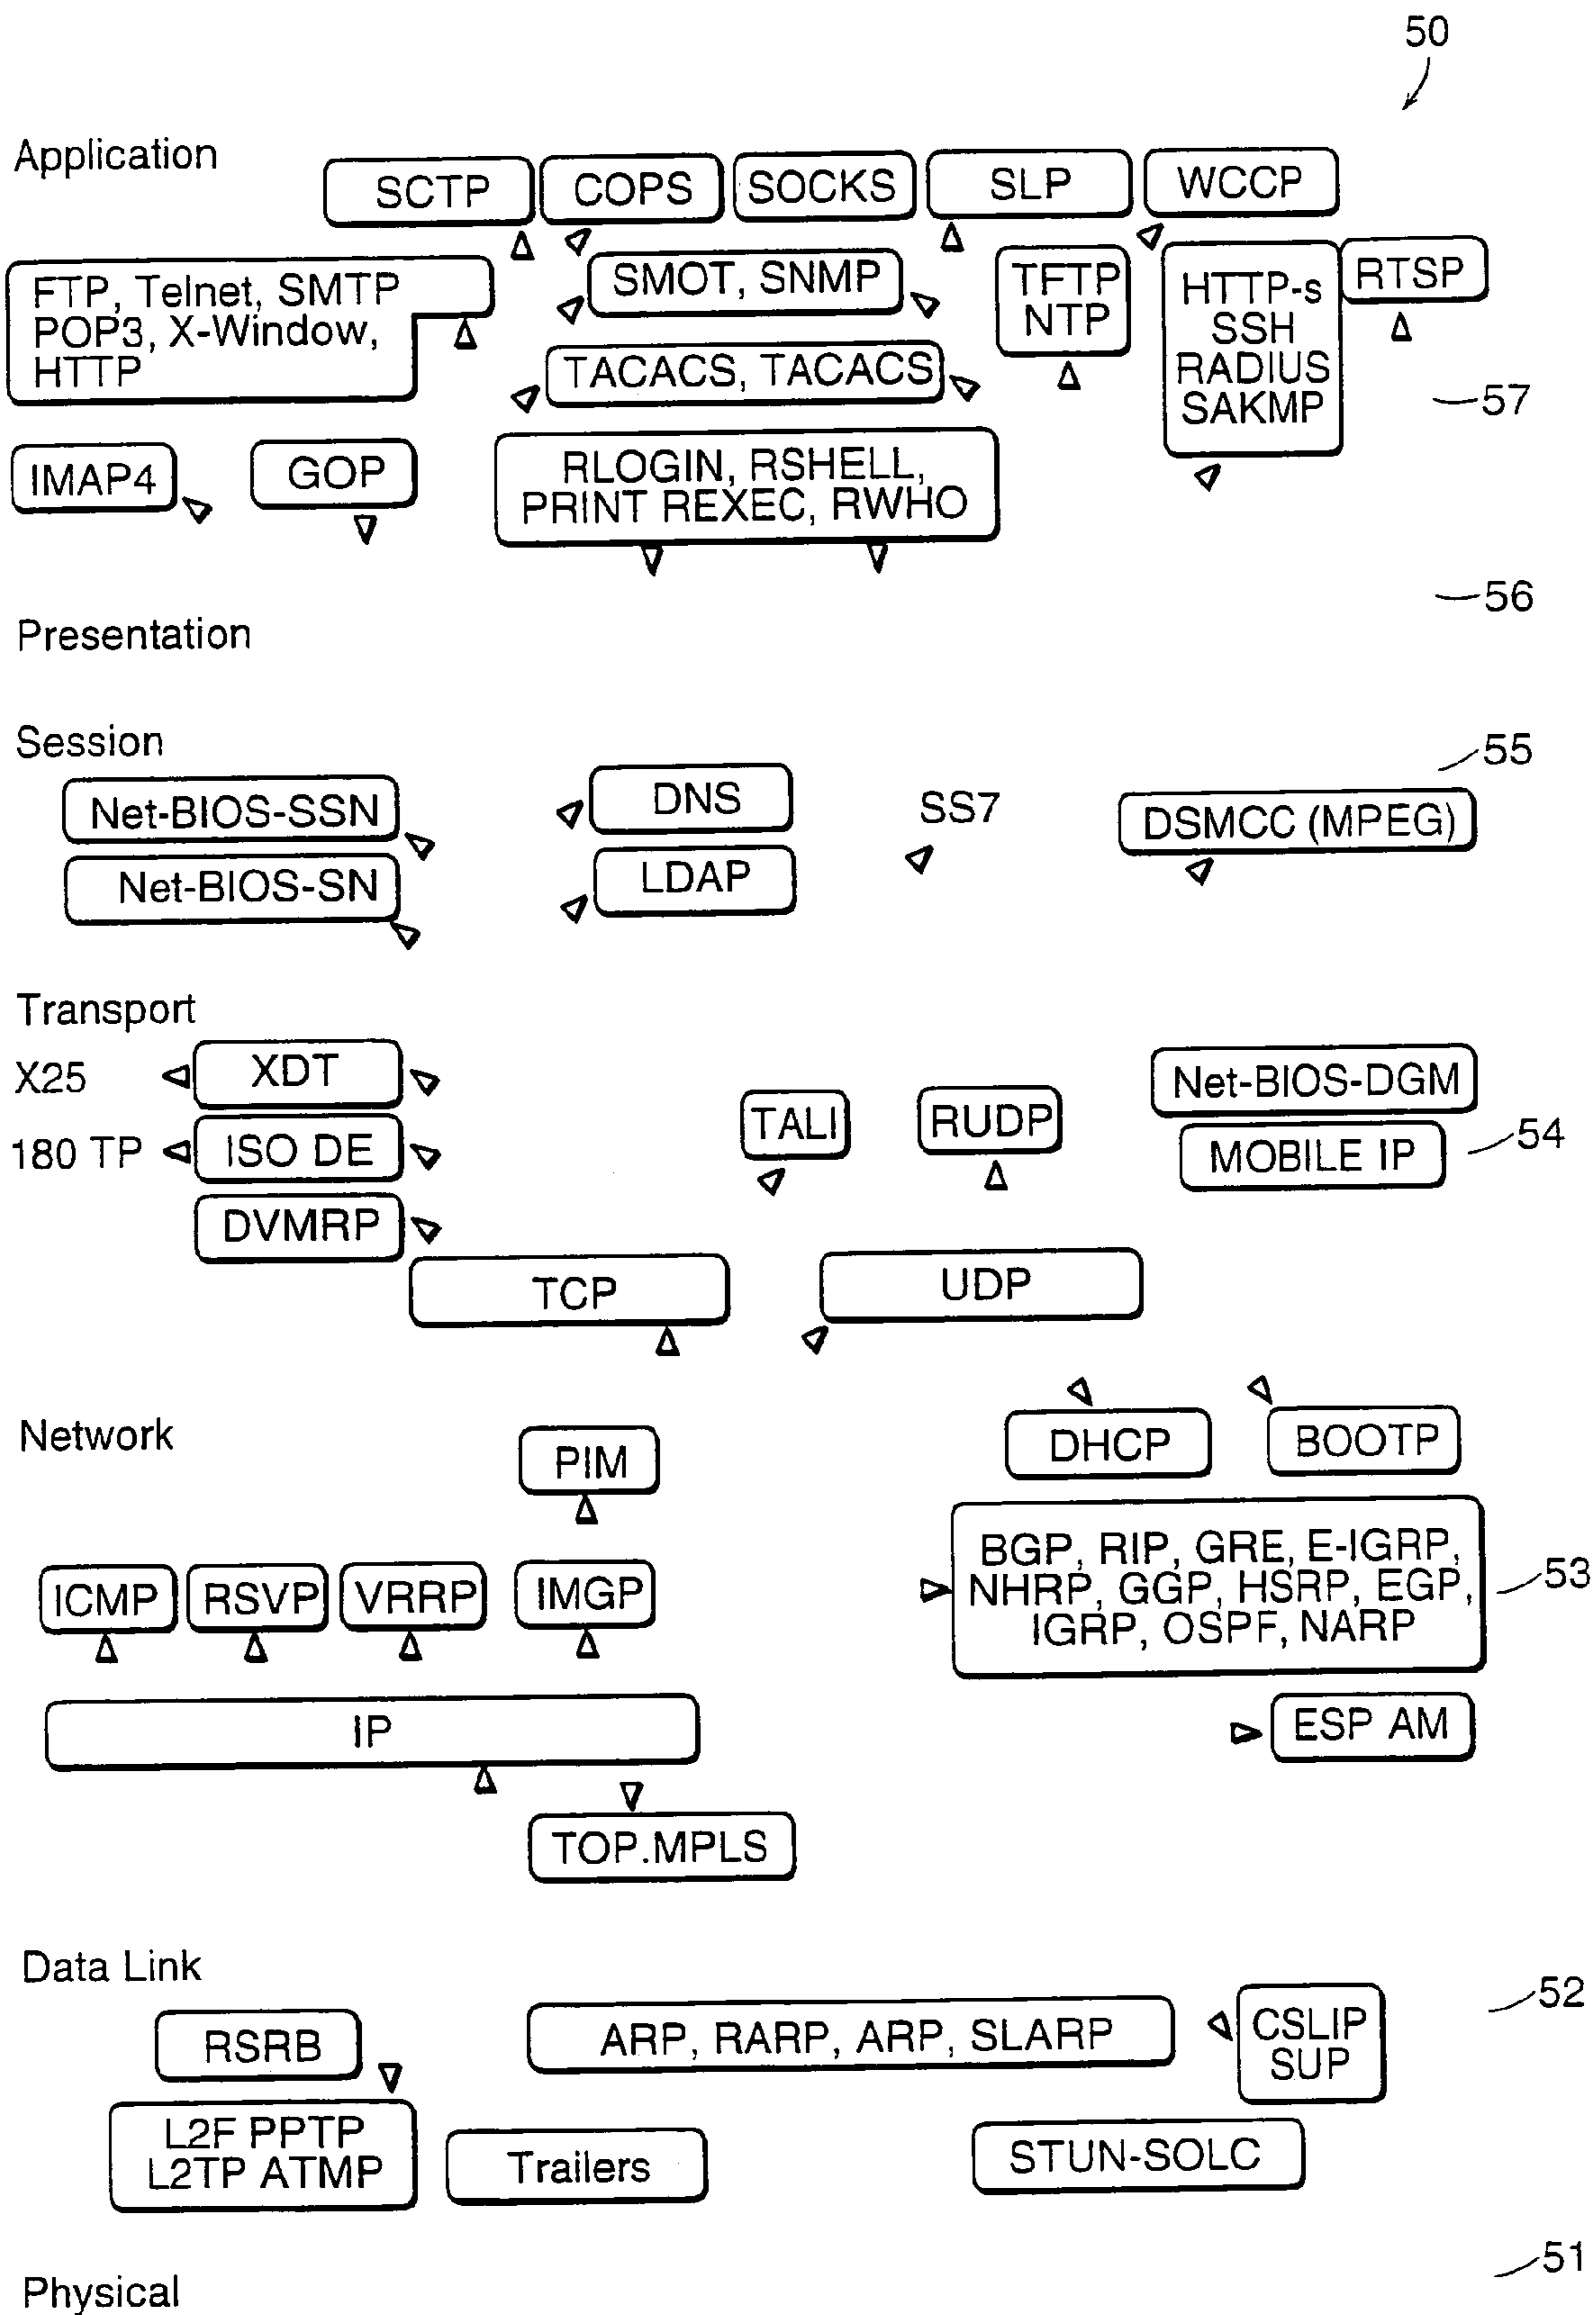 50
Application
SCTP
COPS
SOCKS
SLP
WCCP
FTP, Telnet, SMTP
POP3, X-Window,
HTTP
SMOT, SNMP
TFTP
NTP
HTTP-s
SSH
RADIUS
SAKMP
RTSP
TACACS, TACACS
57
IMAP4
GOP
RLOGIN, RSHELL,
PRINT REXEC, RWHO
56
Presentation
Session
55
Net-BIOS-SSN
DNS
SS7
DSMCC (MPEG)
Net-BIOS-SN
LDAP
Transport
X25
XDT
Net-BIOS-DGM
TALI
RUDP
180 TP
ISO DE
MOBILE IP
54
DVMRP
TCP
UDP
Network
PIM
DHCP
BOOTP
BGP, RIP, GRE, E-IGRP,
NHRP, GGP, HSRP, EGP,
IGRP, OSPF, NARP
53
ICMP
RSVP
VRRP
IMGP
IP
ESP AM
TOP.MPLS
Data Link
52
RSRB
ARP, RARP, ARP, SLARP
CSLIP
SUP
L2F PPTP
L2TP ATMP
Trailers
STUN-SOLC
51
Physical